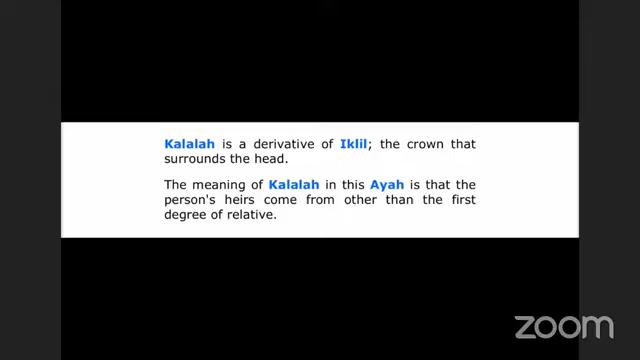 Kalalah is a derivative of Iklil; the crown that
surrounds the head.
The meaning of Kalalah in this Ayah is that the
person's heirs come from other than the first
degree of relative.
zoom